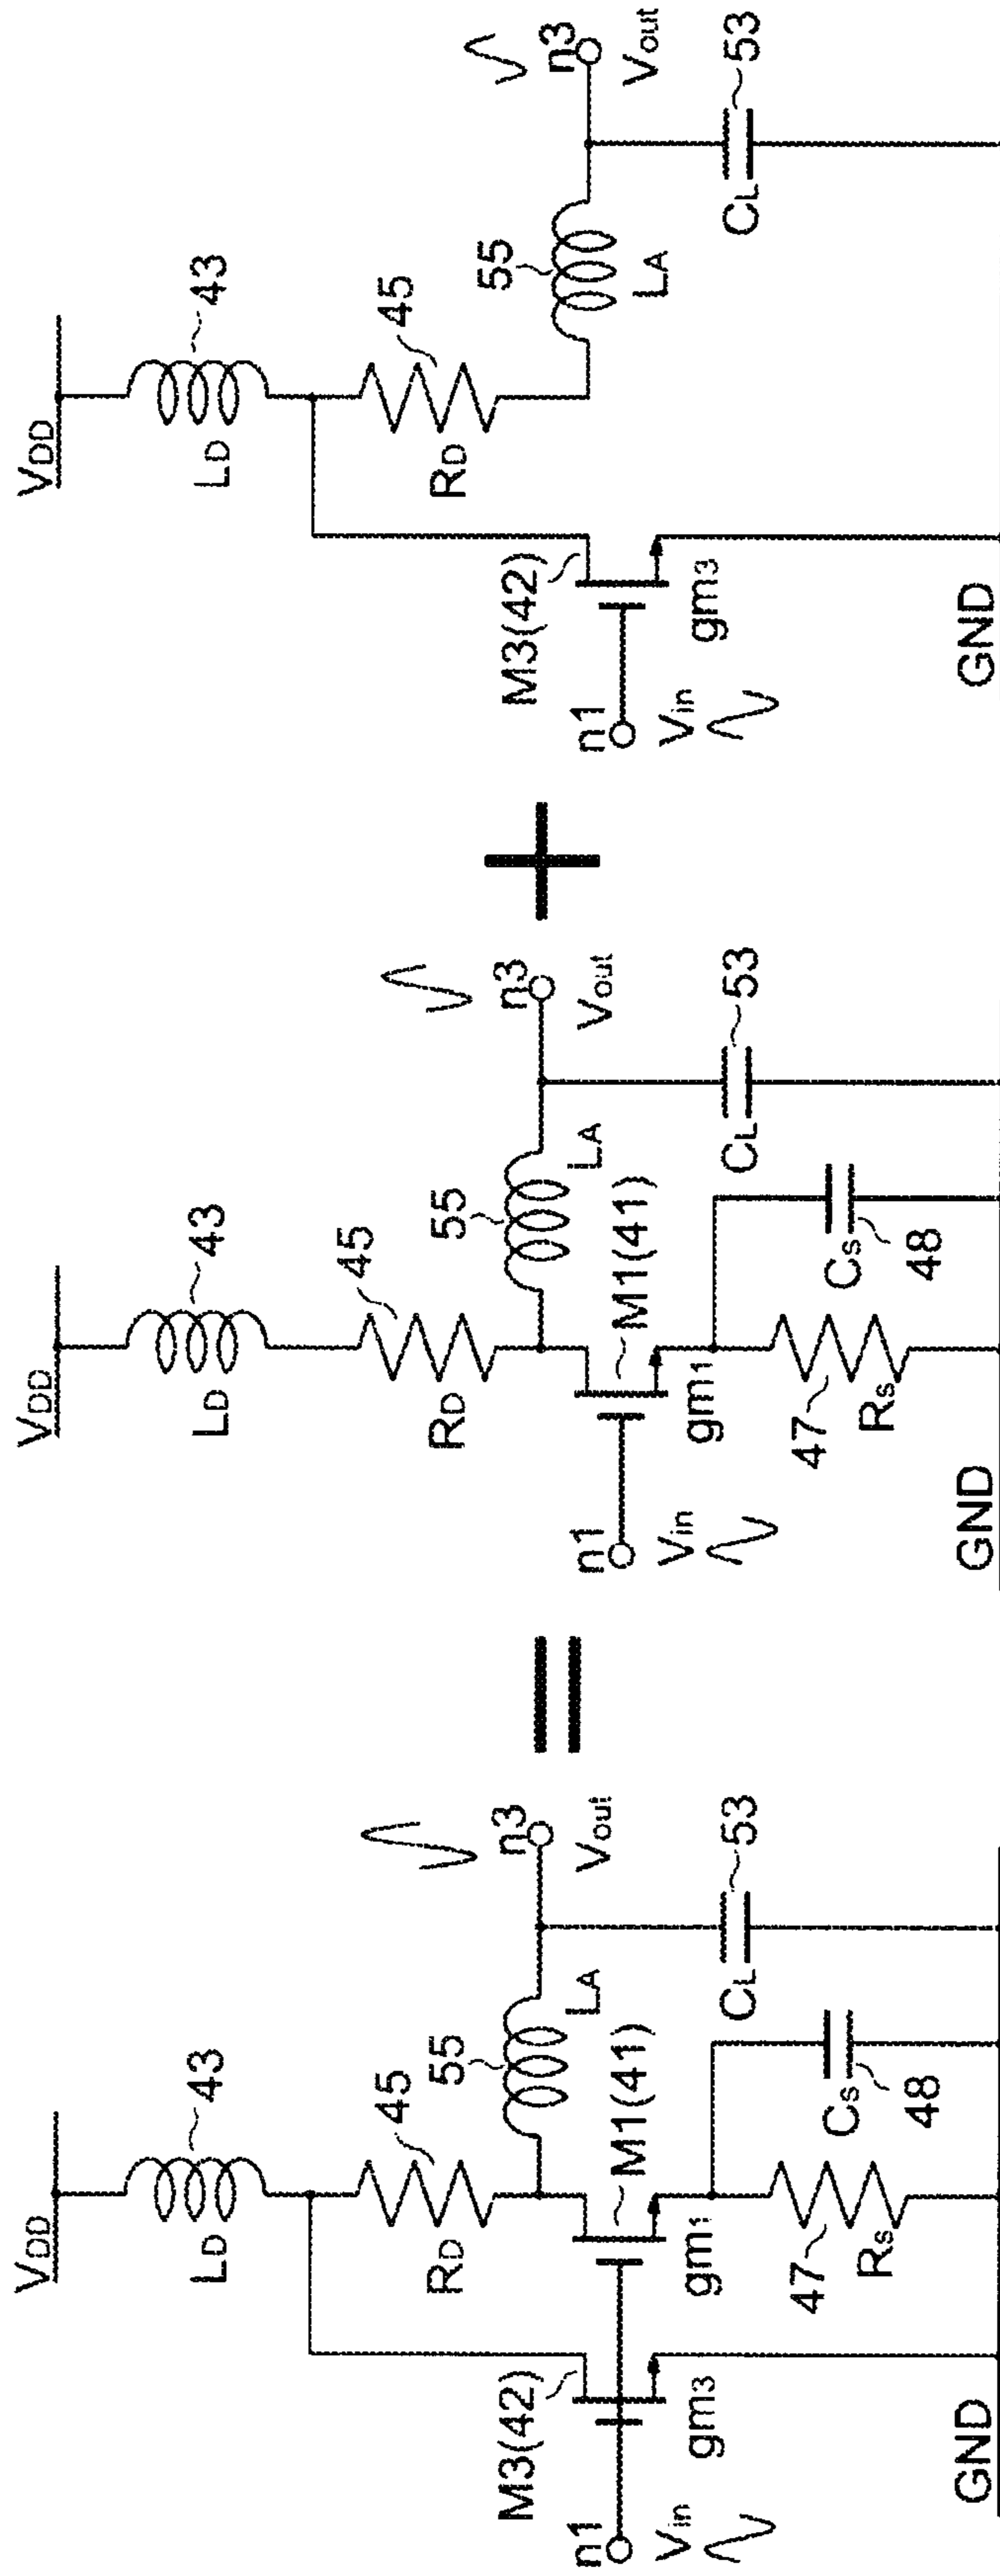 VDD
43
LD
45
RD
55
n3
Vout
LA
M3(42)
M1(41)
n1
Vin
gm3
gm1
CL
53
47
Rs
Cs
48
GND
=
VDD
43
LD
45
RD
55
n3
Vout
LA
M1(41)
n1
Vin
gm1
CL
53
47
Rs
Cs
48
GND
+
VDD
43
LD
45
RD
55
n3
Vout
LA
M3(42)
n1
Vin
gm3
CL
53
GND